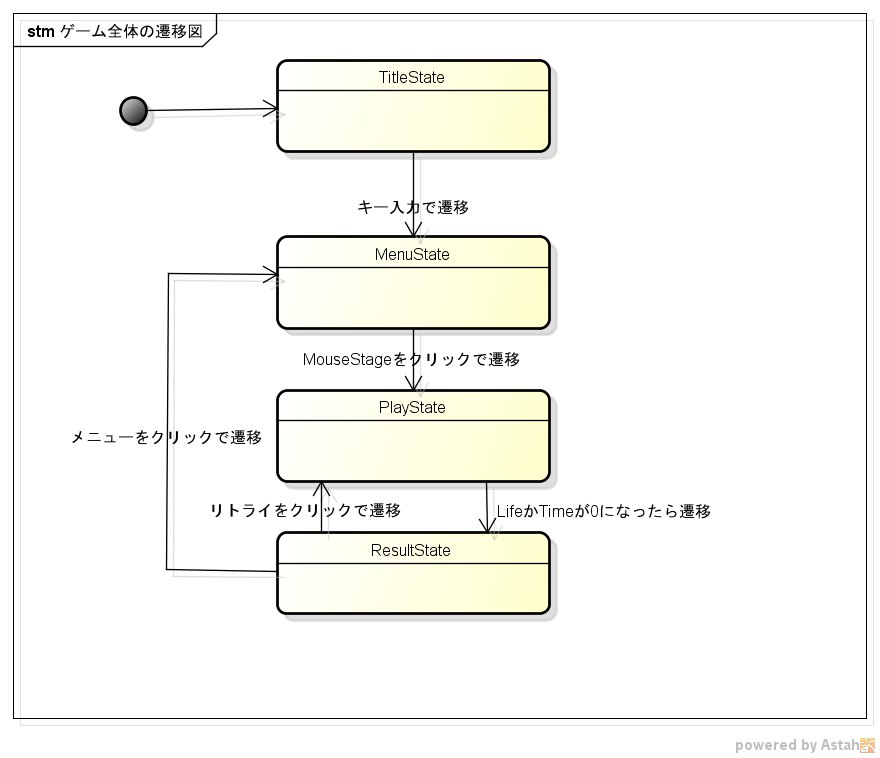 stm ゲーム全体の遷移図
TitleState
キー入力で遷移
MenuState
MouseStageをクリックで遷移
PlayState
メニューをクリックで遷移
リトライをクリックで遷移
LifeかTimeが0になったら遷移
ResultState
powered by Astah